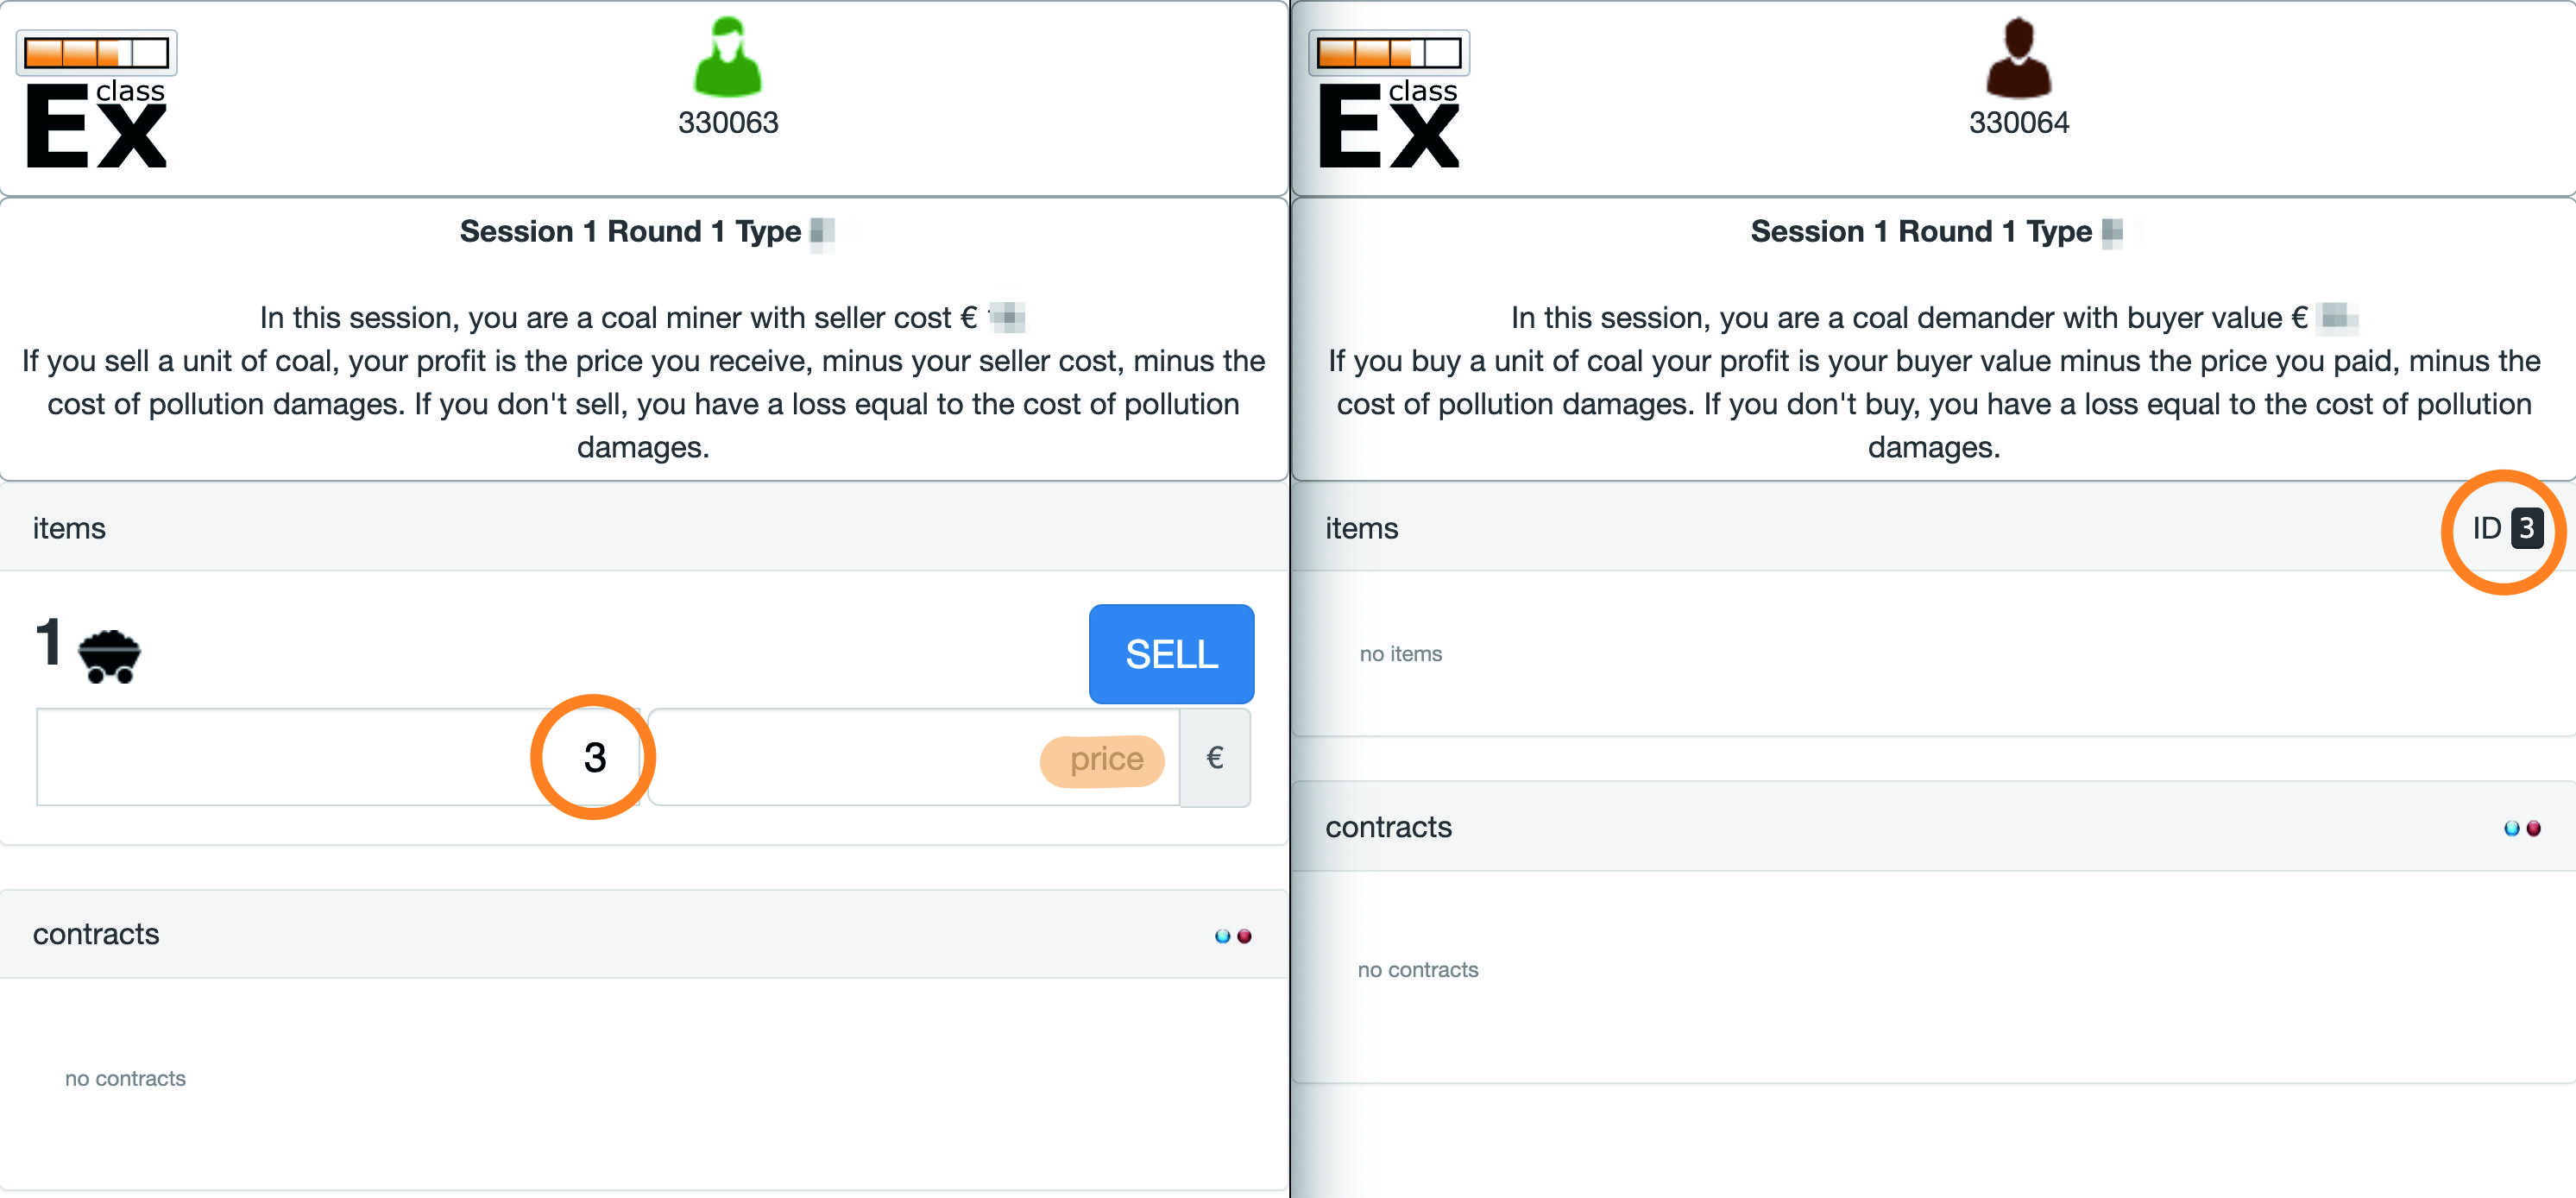 class
Ex
330063
Session 1 Round 1 Type
In this session, you are a coal miner with seller cost €
If you sell a unit of coal, your profit is the price you receive, minus your seller cost, minus the
cost of pollution damages. If you don't sell, you have a loss equal to the cost of pollution
damages.
items
1
SELL
3
price
€
contracts
no contracts
class
Ex
330064
Session 1 Round 1 Type
In this session, you are a coal demander with buyer value €
If you buy a unit of coal your profit is your buyer value minus the price you paid, minus the
cost of pollution damages. If you don't buy, you have a loss equal to the cost of pollution
damages.
items
ID 3
no items
contracts
no contracts